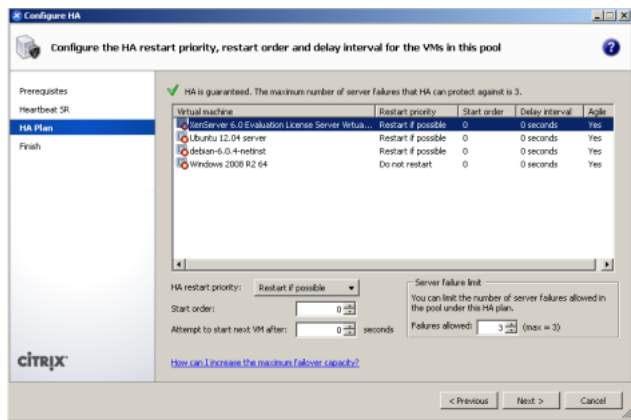 Configure HA
Configure the HA restart priority, restart order and delay interval for the VMs in this pool
Prerequisites
Heartbeat SR
HA Plan
Finish
HA is guaranteed. The maximum number of server failures that HA can protect against is 3.
Virtual machine Restart priority Start order Delay interval Agile
XenServer 6.0 Evaluation License Server Virtua... Restart if possible 0 0 seconds Yes
Ubuntu 12.04 server Restart if possible 0 0 seconds Yes
debian-6.0.4-netinst Restart if possible 0 0 seconds Yes
Windows 2008 R2 64 Do not restart 0 0 seconds Yes
HA restart priority: Restart if possible
Start order: 0
Attempt to start next VM after: 0 seconds
Server failure limit
You can limit the number of server failures allowed in
the pool under this HA plan.
Failures allowed: 3 (max = 3)
How can I increase the maximum failover capacity?
CITRIX
< Previous Next > Cancel